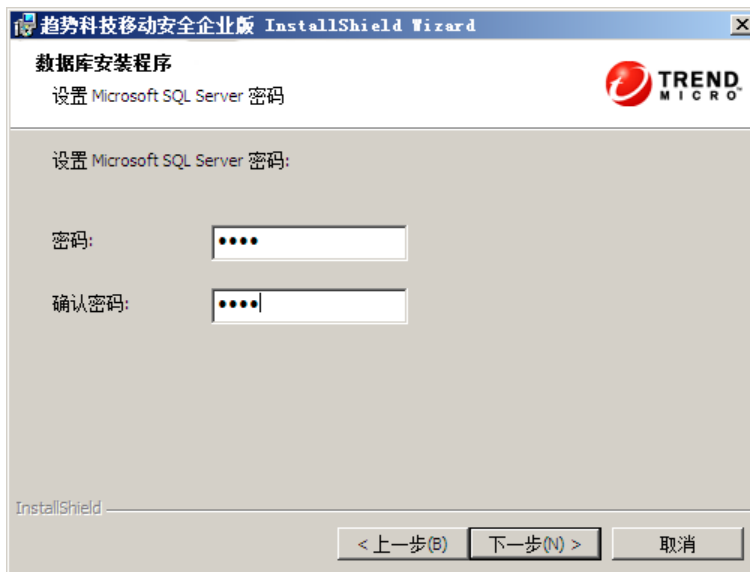 趋势科技移动安全企业版 InstallShield Wizard
数据库安装程序
设置 Microsoft SQL Server 密码
TREND
MICRO
设置 Microsoft SQL Server 密码:
密码: ••••
确认密码: ••••
InstallShield
< 上一步(B) 下一步(N) > 取消